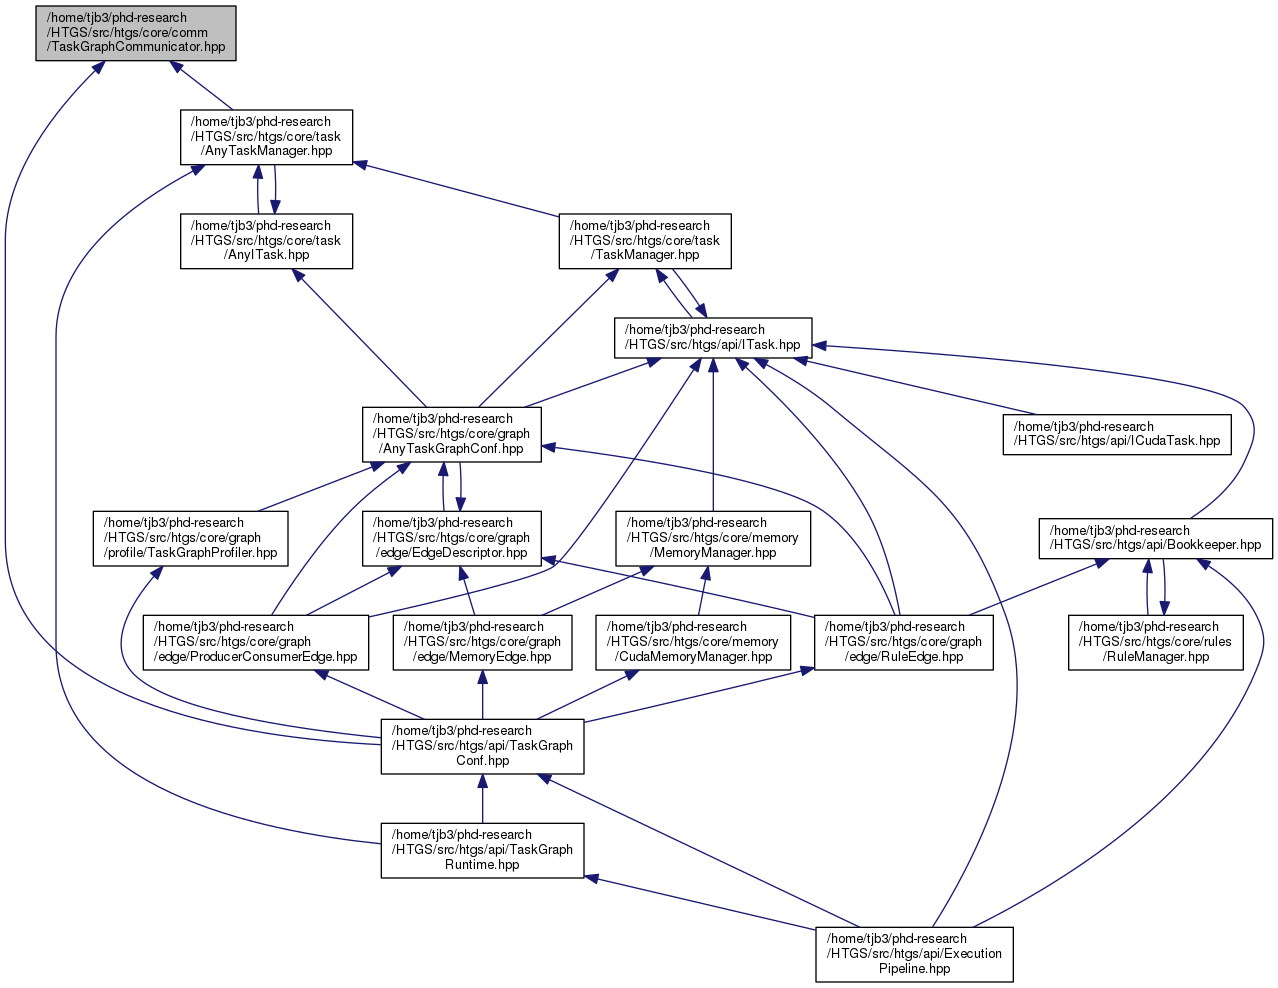 /home/tjb3/phd-research
/HTGS/src/htgs/core/comm
/TaskGraphCommunicator.hpp
/home/tjb3/phd-research
/HTGS/src/htgs/core/task
/AnyTaskManager.hpp
/home/tjb3/phd-research
/HTGS/src/htgs/core/task
/AnyITask.hpp
/home/tjb3/phd-research
/HTGS/src/htgs/core/task
/TaskManager.hpp
/home/tjb3/phd-research
/HTGS/src/htgs/api/ITask.hpp
/home/tjb3/phd-research
/HTGS/src/htgs/core/graph
/AnyTaskGraphConf.hpp
/home/tjb3/phd-research
/HTGS/src/htgs/api/ICudaTask.hpp
/home/tjb3/phd-research
/HTGS/src/htgs/core/graph
/profile/TaskGraphProfiler.hpp
/home/tjb3/phd-research
/HTGS/src/htgs/core/graph
/edge/EdgeDescriptor.hpp
/home/tjb3/phd-research
/HTGS/src/htgs/core/memory
/MemoryManager.hpp
/home/tjb3/phd-research
/HTGS/src/htgs/api/Bookkeeper.hpp
/home/tjb3/phd-research
/HTGS/src/htgs/core/graph
/edge/ProducerConsumerEdge.hpp
/home/tjb3/phd-research
/HTGS/src/htgs/core/graph
/edge/MemoryEdge.hpp
/home/tjb3/phd-research
/HTGS/src/htgs/core/memory
/CudaMemoryManager.hpp
/home/tjb3/phd-research
/HTGS/src/htgs/core/graph
/edge/RuleEdge.hpp
/home/tjb3/phd-research
/HTGS/src/htgs/core/rules
/RuleManager.hpp
/home/tjb3/phd-research
/HTGS/src/htgs/api/TaskGraph
Conf.hpp
/home/tjb3/phd-research
/HTGS/src/htgs/api/TaskGraph
Runtime.hpp
/home/tjb3/phd-research
/HTGS/src/htgs/api/Execution
Pipeline.hpp